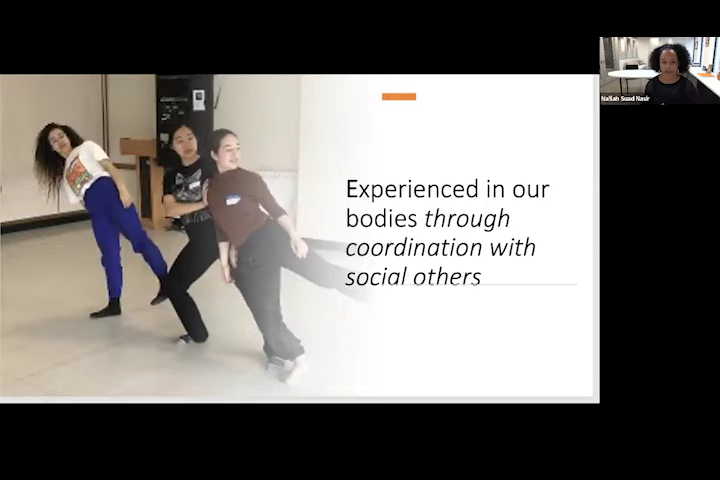 Na'ilah Suad Nasir
Experienced in our
bodies through
coordination with
social others